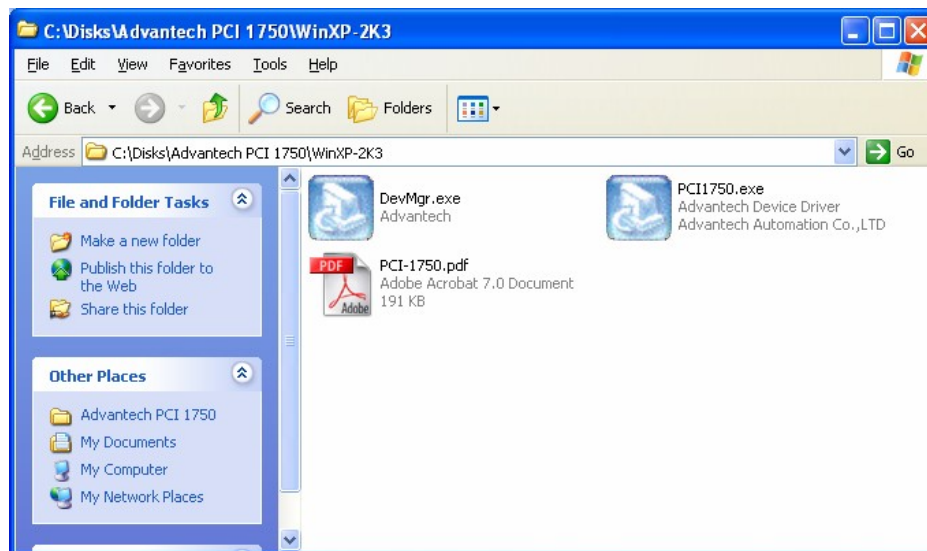 C:\Disks\Advantech PCI 1750\WinXP-2K3
File Edit View Favorites Tools Help
Back Search Folders
Address C:\Disks\Advantech PCI 1750\WinXP-2K3 Go
File and Folder Tasks
Make a new folder
Publish this folder to
the Web
Share this folder
Other Places
Advantech PCI 1750
My Documents
My Computer
My Network Places
DevMgr.exe
Advantech
PCI1750.exe
Advantech Device Driver
Advantech Automation Co.,LTD
PDF
Adobe
PCI-1750.pdf
Adobe Acrobat 7.0 Document
191 KB